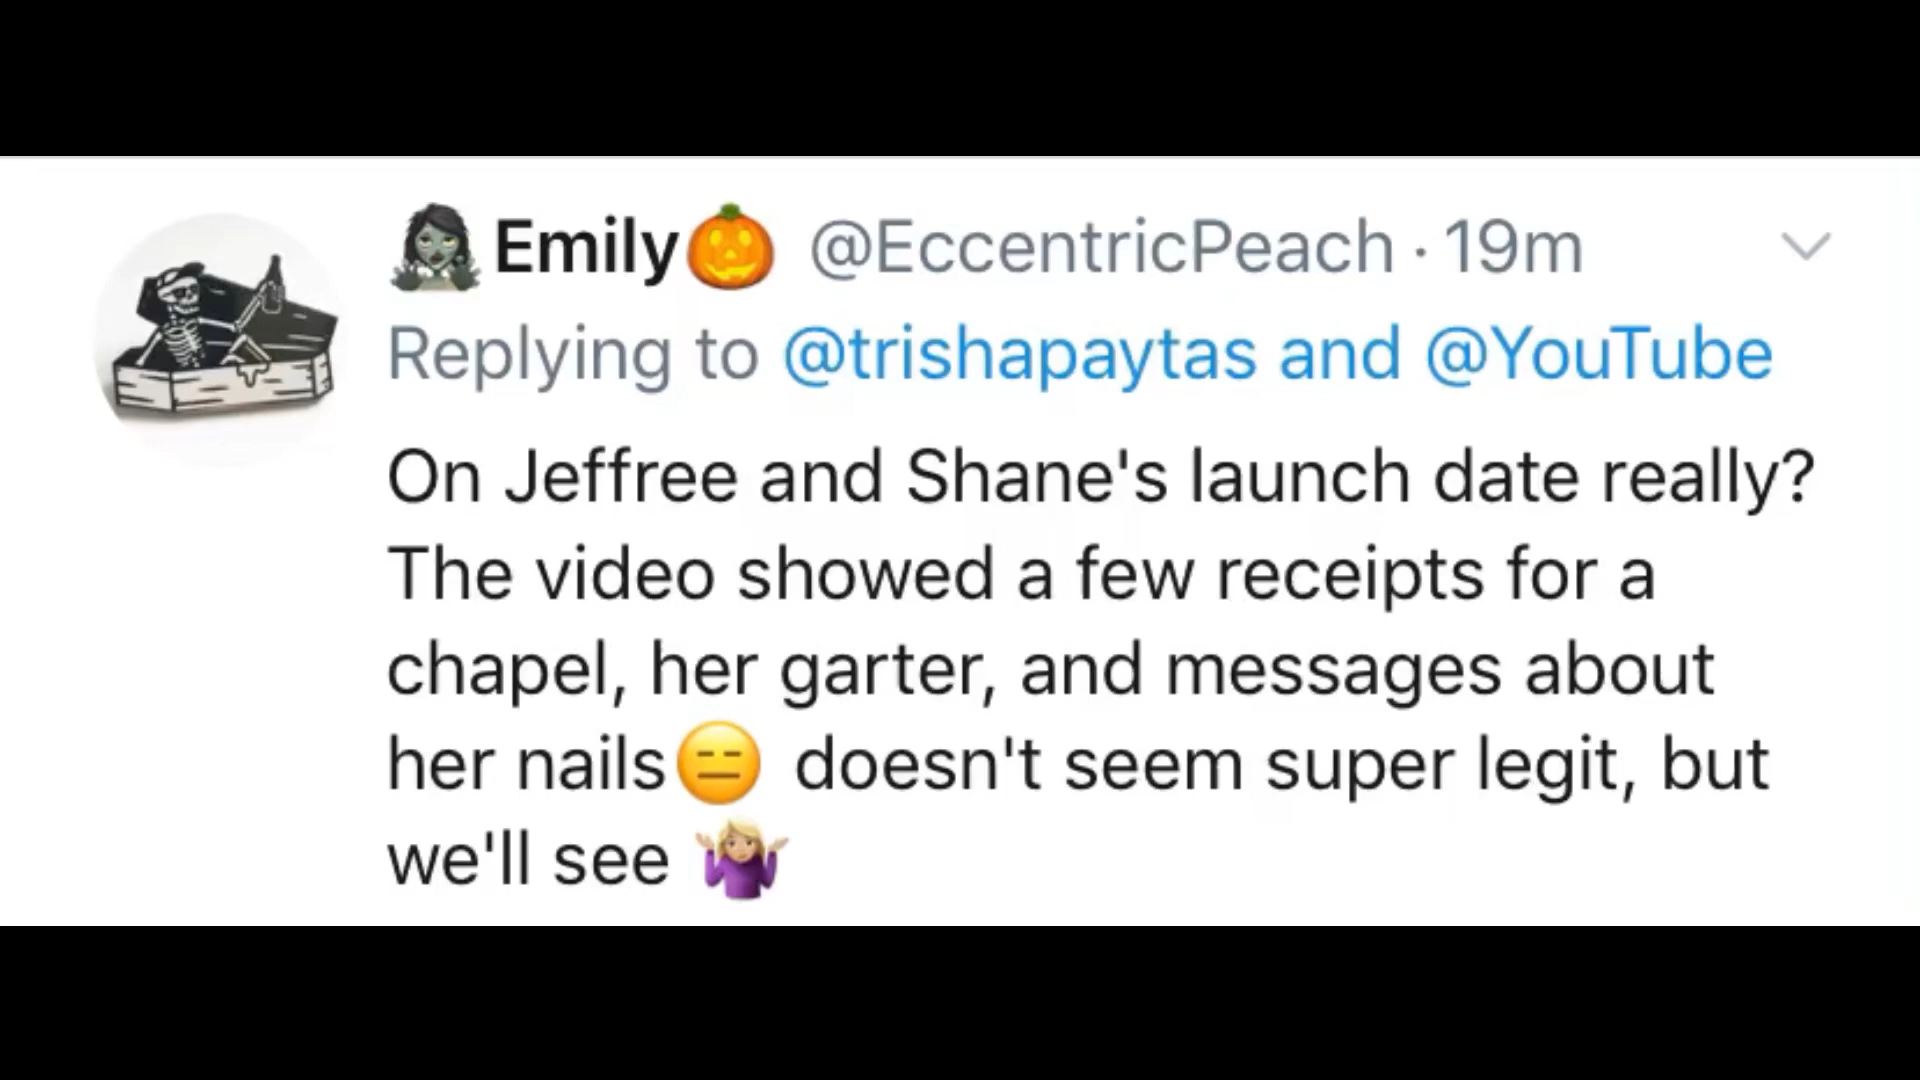 🧟‍♀️Emily🎃 @EccentricPeach · 19m
Replying to @trishapaytas and @YouTube
On Jeffree and Shane's launch date really?
The video showed a few receipts for a
chapel, her garter, and messages about
her nails😑 doesn't seem super legit, but
we'll see 🤷🏼‍♀️